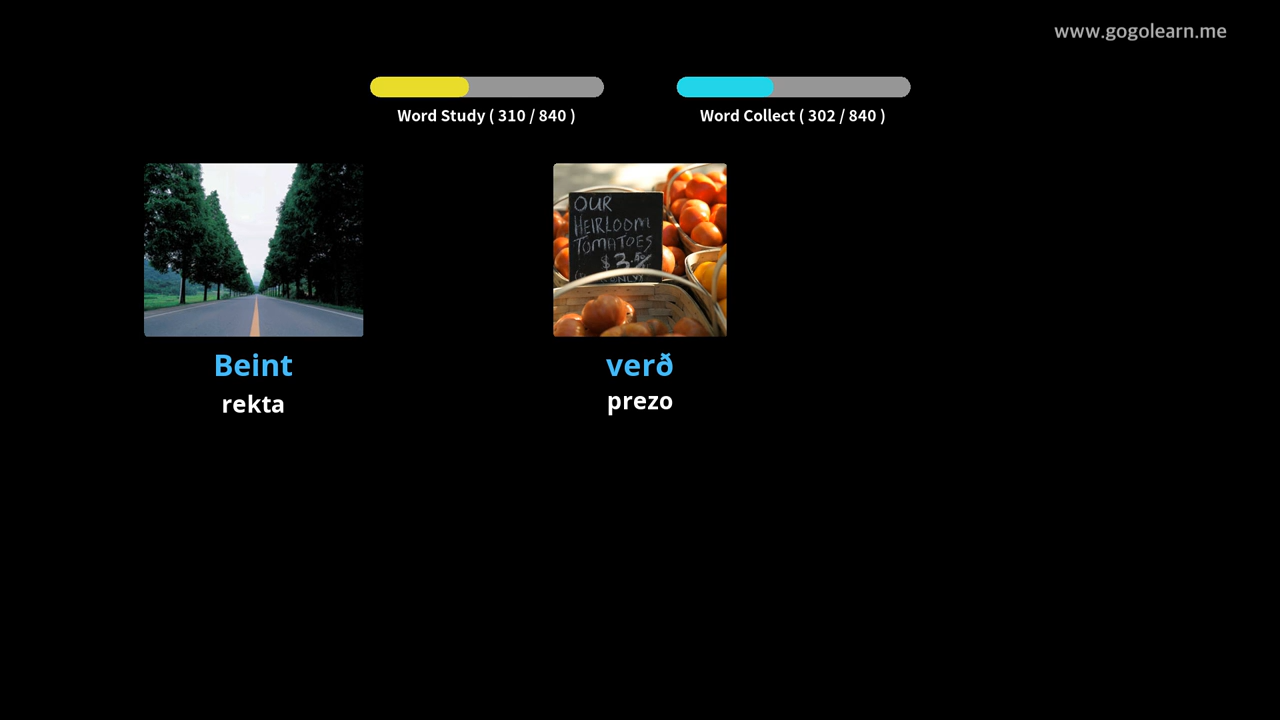 www.gogolearn.me
Word Study ( 310 / 840 )
Word Collect ( 302 / 840 )
OUR
HEIRLOOM
TOMATOES
Beint
rekta
verð
prezo